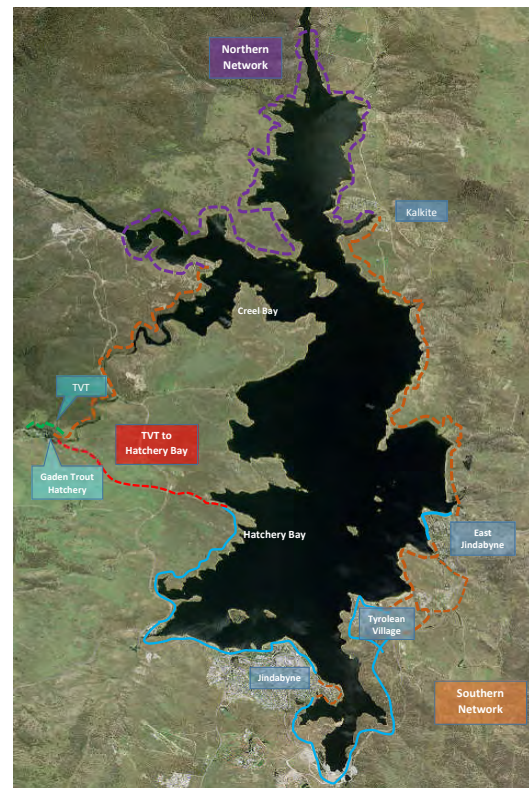 Northern
Network
Kalkite
Creel Bay
TVT
TVT to
Hatchery Bay
Gaden Trout
Hatchery
Hatchery Bay
East
Jindabyne
Tyrolean
Village
Jindabyne
Southern
Network